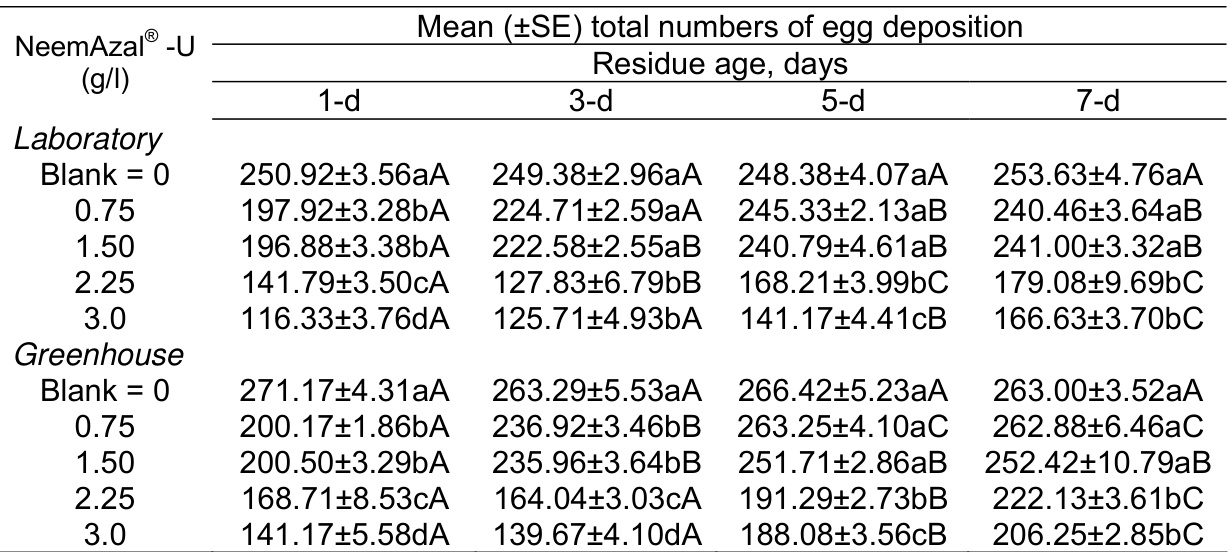 NeemAzal® -U (g/l) Mean (±SE) total numbers of egg deposition
Residue age, days
1-d 3-d 5-d 7-d
Laboratory
Blank = 0 250.92±3.56aA 249.38±2.96aA 248.38±4.07aA 253.63±4.76aA
0.75 197.92±3.28bA 224.71±2.59aA 245.33±2.13aB 240.46±3.64aB
1.50 196.88±3.38bA 222.58±2.55aB 240.79±4.61aB 241.00±3.32aB
2.25 141.79±3.50cA 127.83±6.79bB 168.21±3.99bC 179.08±9.69bC
3.0 116.33±3.76dA 125.71±4.93bA 141.17±4.41cB 166.63±3.70bC
Greenhouse
Blank = 0 271.17±4.31aA 263.29±5.53aA 266.42±5.23aA 263.00±3.52aA
0.75 200.17±1.86bA 236.92±3.46bB 263.25±4.10aC 262.88±6.46aC
1.50 200.50±3.29bA 235.96±3.64bB 251.71±2.86aB 252.42±10.79aB
2.25 168.71±8.53cA 164.04±3.03cA 191.29±2.73bB 222.13±3.61bC
3.0 141.17±5.58dA 139.67±4.10dA 188.08±3.56cB 206.25±2.85bC